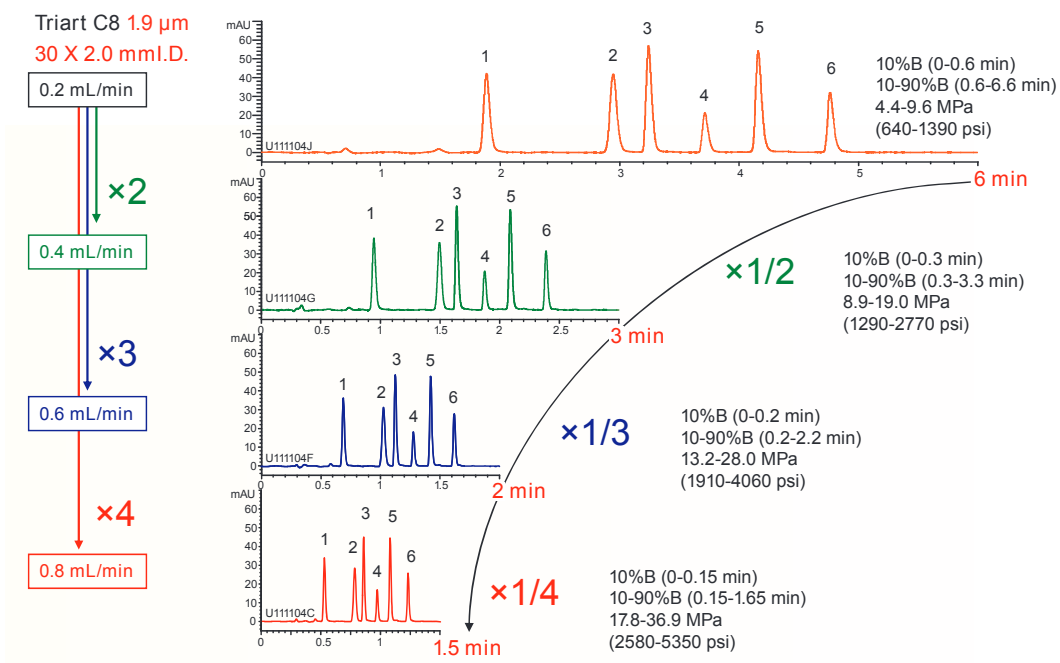 Triart C8 1.9 µm
30 X 2.0 mmI.D.
0.2 mL/min
×2
0.4 mL/min
×3
0.6 mL/min
×4
0.8 mL/min
mAU
60
50
40
30
20
10
0
1
2
3
4
5
6
U111104J
0
1
2
3
4
5
6 min
10%B (0-0.6 min)
10-90%B (0.6-6.6 min)
4.4-9.6 MPa
(640-1390 psi)
mAU
60
50
40
30
20
10
0
1
2
3
4
5
6
U111104G
0
0.5
1
1.5
2
2.5
3 min
×1/2
10%B (0-0.3 min)
10-90%B (0.3-3.3 min)
8.9-19.0 MPa
(1290-2770 psi)
mAU
60
50
40
30
20
10
0
1
2
3
4
5
6
U111104F
0
0.5
1
1.5
2 min
×1/3
10%B (0-0.2 min)
10-90%B (0.2-2.2 min)
13.2-28.0 MPa
(1910-4060 psi)
mAU
60
50
40
30
20
10
0
1
2
3
4
5
6
U111104C
0
0.5
1
1.5 min
×1/4
10%B (0-0.15 min)
10-90%B (0.15-1.65 min)
17.8-36.9 MPa
(2580-5350 psi)